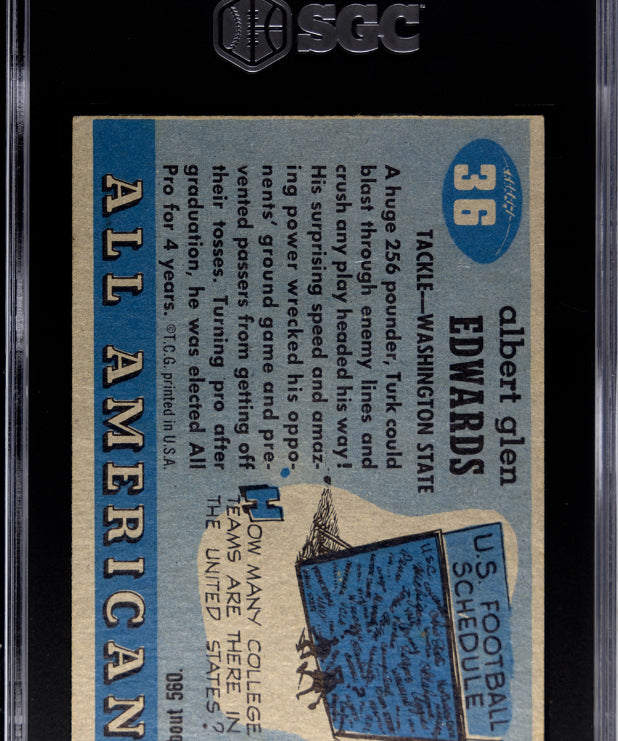 SGC
36
albert glen
EDWARDS
TACKLE—WASHINGTON STATE
A huge 256 pounder, Turk could
blast through enemy lines and
crush any play headed his way!
His surprising speed and amaz-
ing power wrecked his oppo-
nents' ground game and pre-
vented passers from getting off
their tosses. Turning pro after
graduation, he was elected All
Pro for 4 years. ©T.C.G. printed in U.S.A.
U.S. FOOTBALL
SCHEDULE
HOW MANY COLLEGE
TEAMS ARE THERE IN
THE UNITED STATES?
bout 560.
ALL AMERICAN